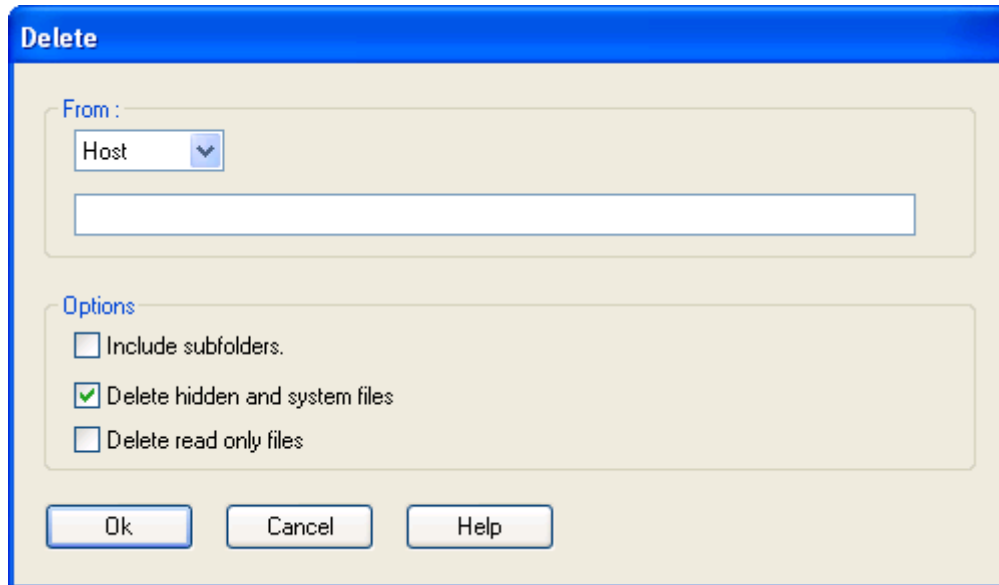 Delete
From :
Host
Options
Include subfolders.
Delete hidden and system files
Delete read only files
Ok Cancel Help